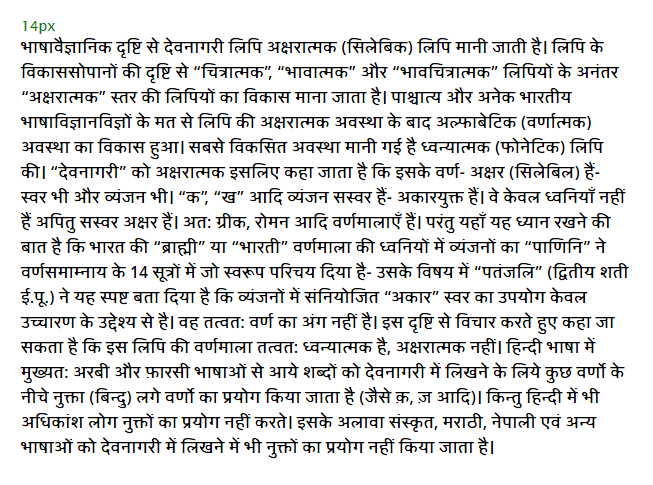 14px
भाषावैज्ञानिक दृष्टि से देवनागरी लिपि अक्षरात्मक (सिलेबिक) लिपि मानी जाती है। लिपि के
विकाससोपानों की दृष्टि से “चित्रात्मक”, “भावात्मक” और “भावचित्रात्मक” लिपियों के अनंतर
“अक्षरात्मक” स्तर की लिपियों का विकास माना जाता है। पाश्चात्य और अनेक भारतीय
भाषाविज्ञानविज्ञों के मत से लिपि की अक्षरात्मक अवस्था के बाद अल्फाबेटिक (वर्णात्मक)
अवस्था का विकास हुआ। सबसे विकसित अवस्था मानी गई है ध्वन्यात्मक (फोनेटिक) लिपि
की। “देवनागरी” को अक्षरात्मक इसलिए कहा जाता है कि इसके वर्ण- अक्षर (सिलेबिल) हैं-
स्वर भी और व्यंजन भी। “क”, “ख” आदि व्यंजन सस्वर हैं- अकारयुक्त हैं। वे केवल ध्वनियाँ नहीं
हैं अपितु सस्वर अक्षर हैं। अत: ग्रीक, रोमन आदि वर्णमालाएँ हैं। परंतु यहाँ यह ध्यान रखने की
बात है कि भारत की “ब्राह्मी” या “भारती” वर्णमाला की ध्वनियों में व्यंजनों का “पाणिनि” ने
वर्णसमाम्नाय के 14 सूत्रों में जो स्वरूप परिचय दिया है- उसके विषय में “पतंजलि” (द्वितीय शती
ई.पू.) ने यह स्पष्ट बता दिया है कि व्यंजनों में संनियोजित “अकार” स्वर का उपयोग केवल
उच्चारण के उद्देश्य से है। वह तत्वत: वर्ण का अंग नहीं है। इस दृष्टि से विचार करते हुए कहा जा
सकता है कि इस लिपि की वर्णमाला तत्वत: ध्वन्यात्मक है, अक्षरात्मक नहीं। हिन्दी भाषा में
मुख्यत: अरबी और फ़ारसी भाषाओं से आये शब्दों को देवनागरी में लिखने के लिये कुछ वर्णो के
नीचे नुक्ता (बिन्दु) लगे वर्णो का प्रयोग किया जाता है (जैसे क़, ज़ आदि)। किन्तु हिन्दी में भी
अधिकांश लोग नुक्तों का प्रयोग नहीं करते। इसके अलावा संस्कृत, मराठी, नेपाली एवं अन्य
भाषाओं को देवनागरी में लिखने में भी नुक्तों का प्रयोग नहीं किया जाता है।